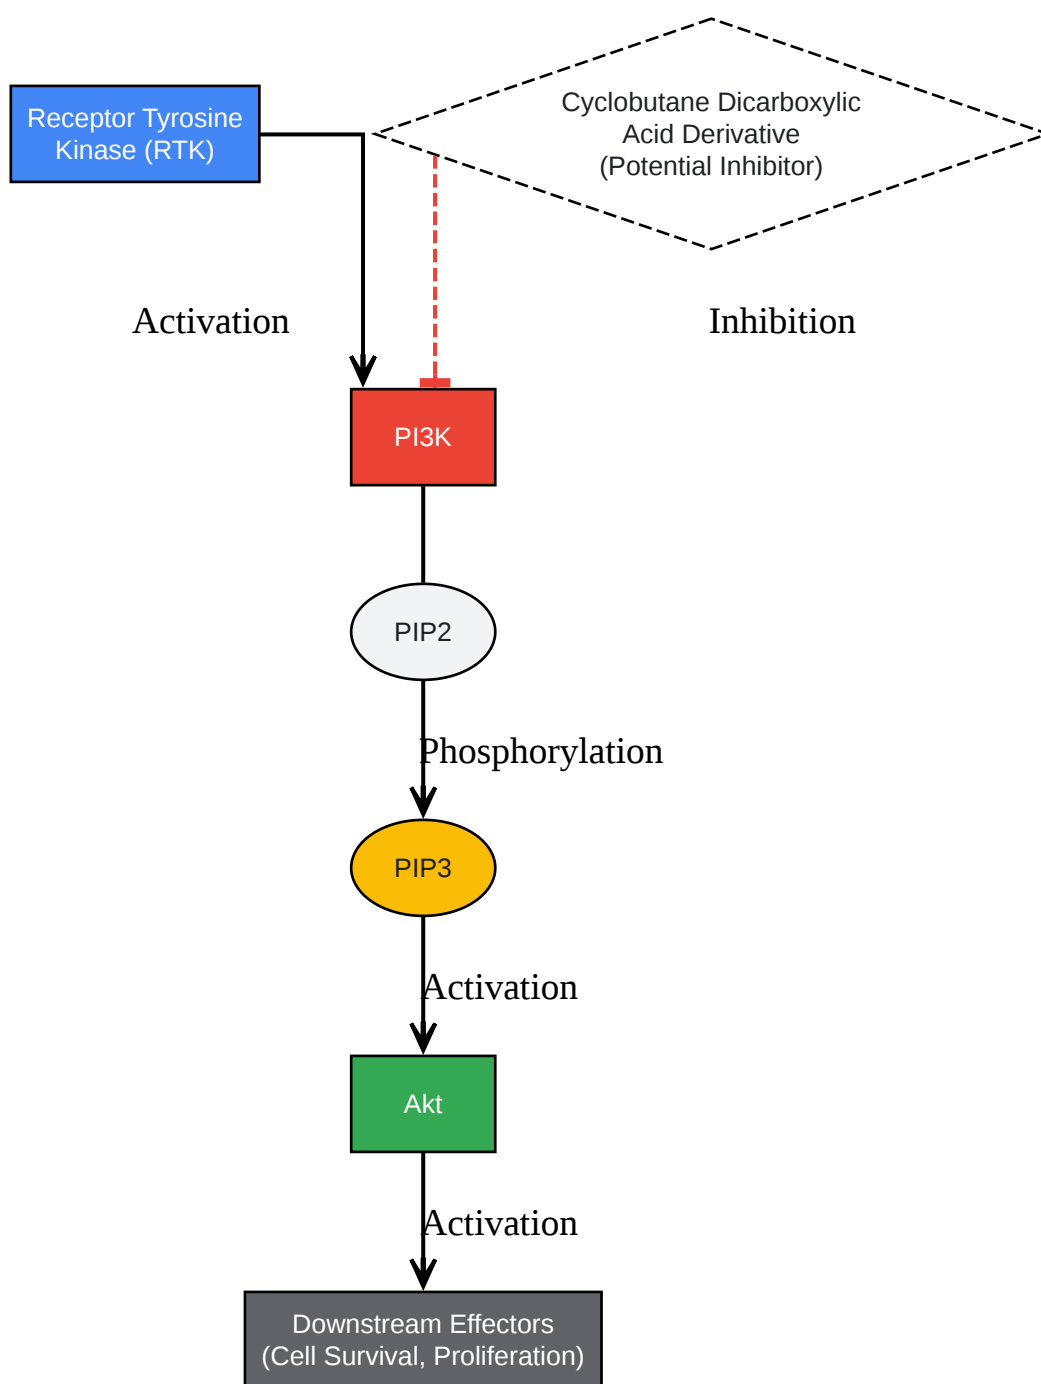 Receptor Tyrosine
Kinase (RTK)
Cyclobutane Dicarboxylic
Acid Derivative
(Potential Inhibitor)
Activation
Inhibition
PI3K
PIP2
Phosphorylation
PIP3
Activation
Akt
Activation
Downstream Effectors
(Cell Survival, Proliferation)